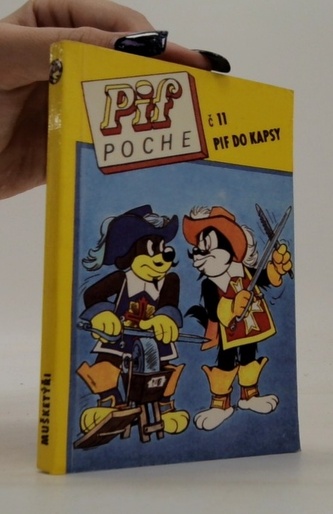 Pif
POCHE
č 11
PIF DO KAPSY
MUŠKETÝŘI